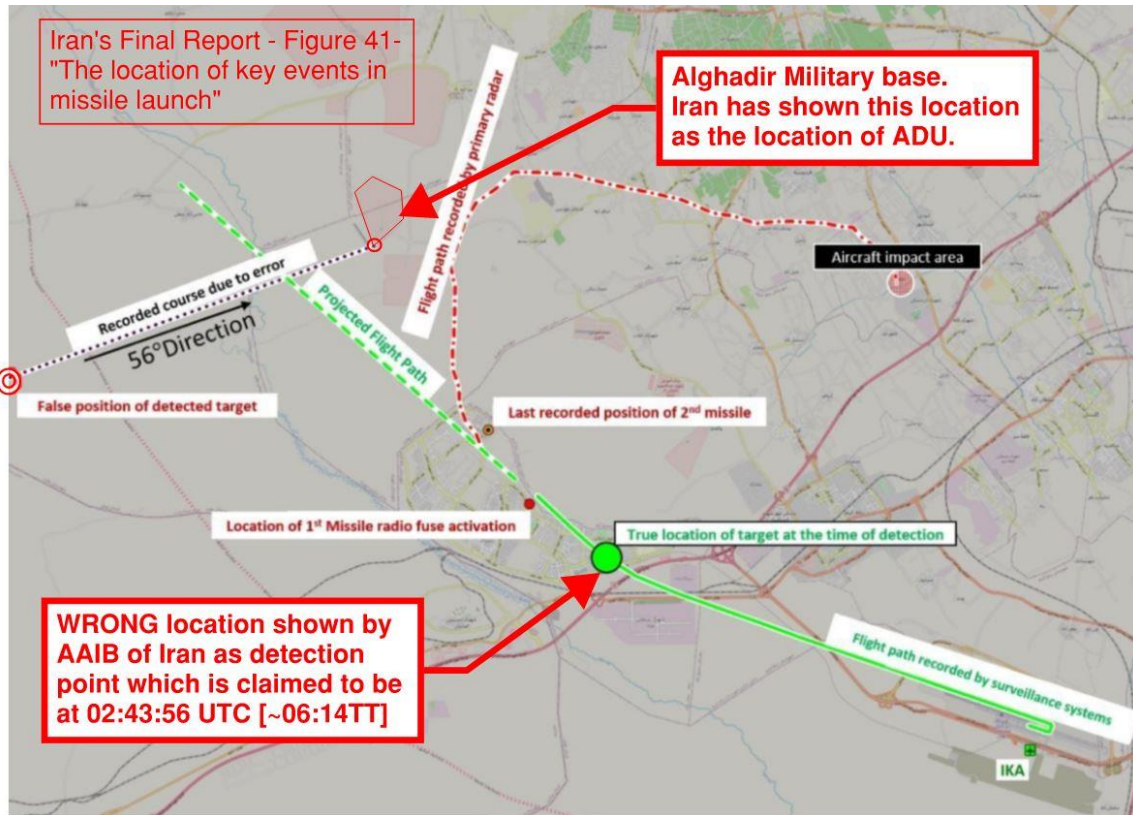 Iran's Final Report - Figure 41-
"The location of key events in
missile launch"
Alghadir Military base.
Iran has shown this location
as the location of ADU.
Flight path recorded by primary radar
Aircraft impact area
Recorded course due to error
56°Direction
Projected Flight Path
False position of detected target
Last recorded position of 2nd missile
Location of 1st Missile radio fuse activation
True location of target at the time of detection
WRONG location shown by
AAIB of Iran as detection
point which is claimed to be
at 02:43:56 UTC [~06:14TT]
Flight path recorded by surveillance systems
IKA